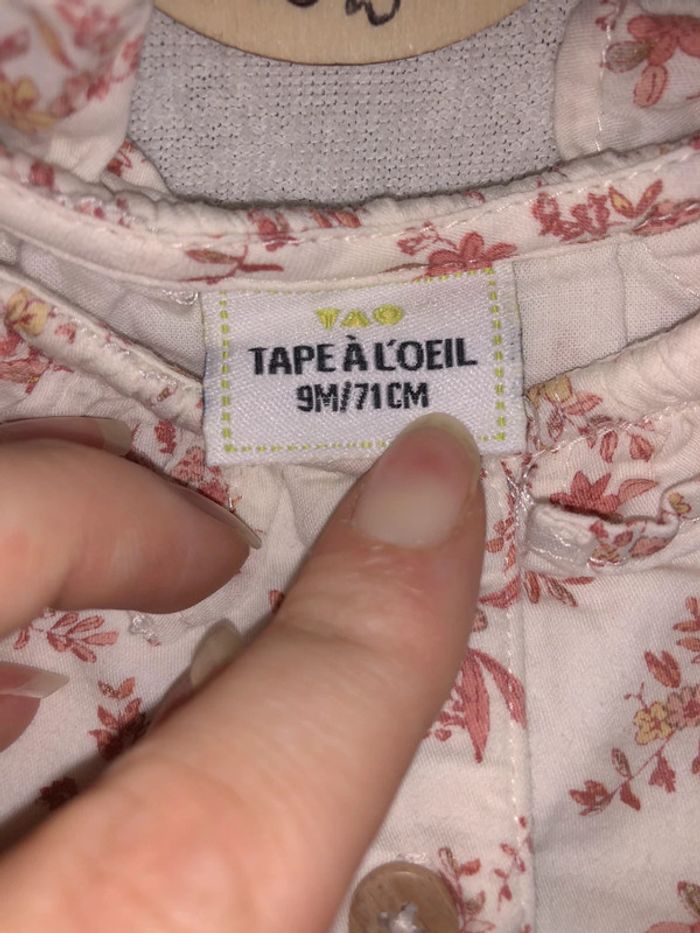 TAO
TAPE À L'OEIL
9M/71CM